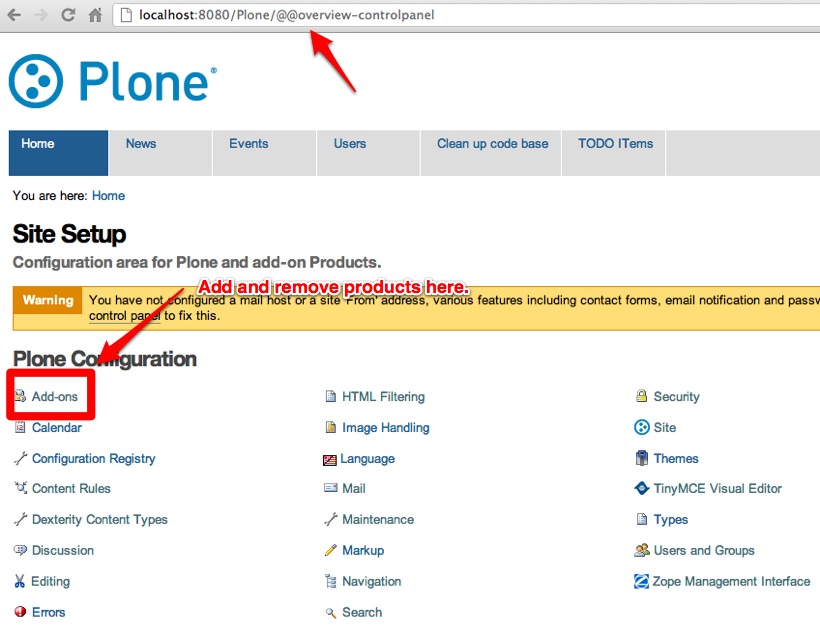 localhost:8080/Plone/@@overview-controlpanel
Plone®
Home News Events Users Clean up code base TODO ITems
You are here: Home
Site Setup
Configuration area for Plone and add-on Products.
Add and remove products here.
Warning You have not configured a mail host or a site 'From' address, various features including contact forms, email notification and passw
control panel to fix this.
Plone Configuration
Add-ons HTML Filtering Security
Calendar Image Handling Site
Configuration Registry Language Themes
Content Rules Mail TinyMCE Visual Editor
Dexterity Content Types Maintenance Types
Discussion Markup Users and Groups
Editing Navigation Zope Management Interface
Errors Search